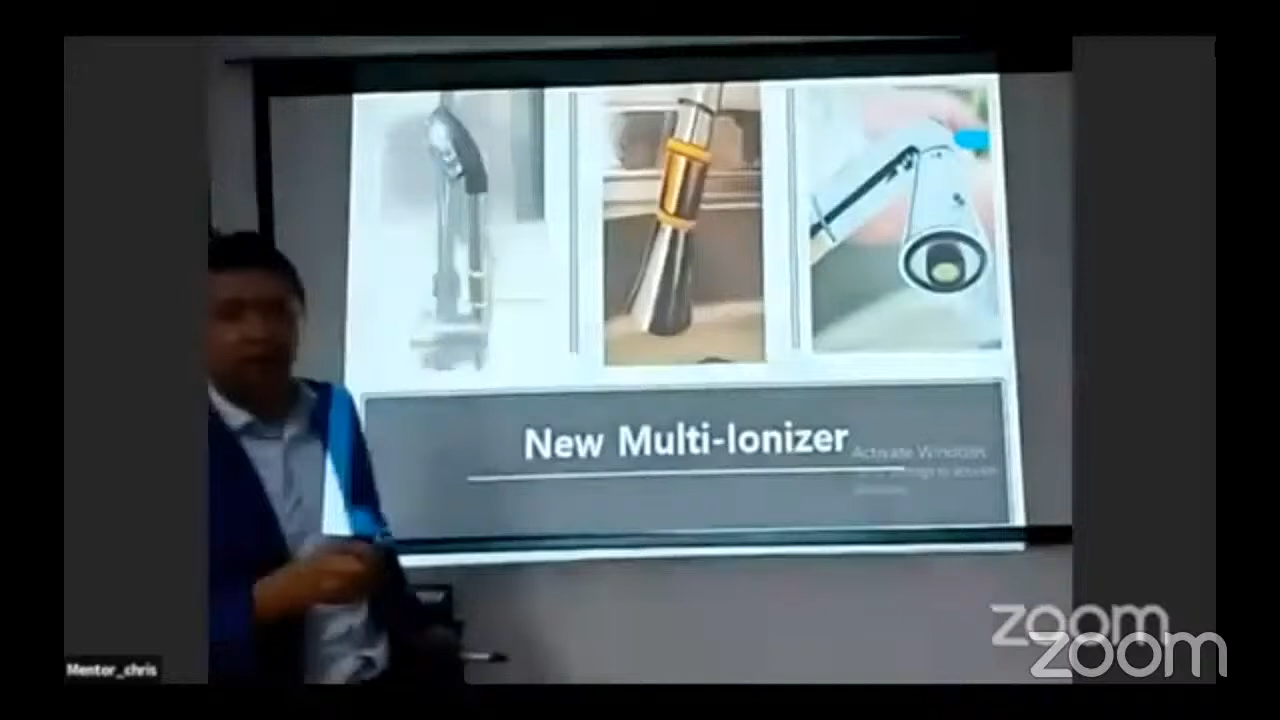 New Multi-Ionizer
Activate Windows
Mentor_chris
zoom
zoom